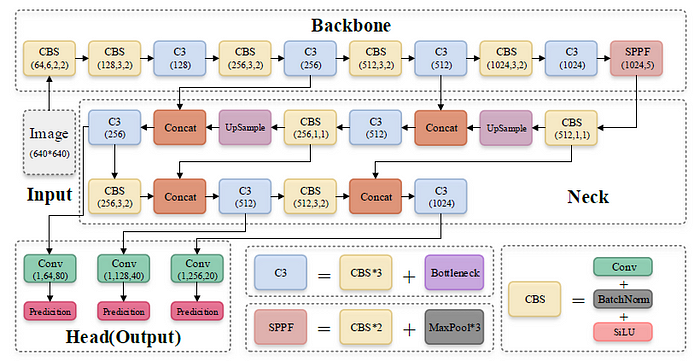 Backbone
CBS
(64,6,2,2)
CBS
(128,3,2)
C3
(128)
CBS
(256,3,2)
C3
(256)
CBS
(512,3,2)
C3
(512)
CBS
(1024,3,2)
C3
(1024)
SPPF
(1024,5)
Image
(640*640)
Input
C3
(256)
Concat
UpSample
CBS
(256,1,1)
C3
(512)
Concat
UpSample
CBS
(512,1,1)
CBS
(256,3,2)
Concat
C3
(512)
CBS
(512,3,2)
Concat
C3
(1024)
Neck
Conv
(1,64,80)
Conv
(1,128,40)
Conv
(1,256,20)
Prediction
Prediction
Prediction
Head(Output)
C3 = CBS*3 + Bottleneck
SPPF = CBS*2 + MaxPool*3
CBS =
Conv
+
BatchNorm
+
SiLU